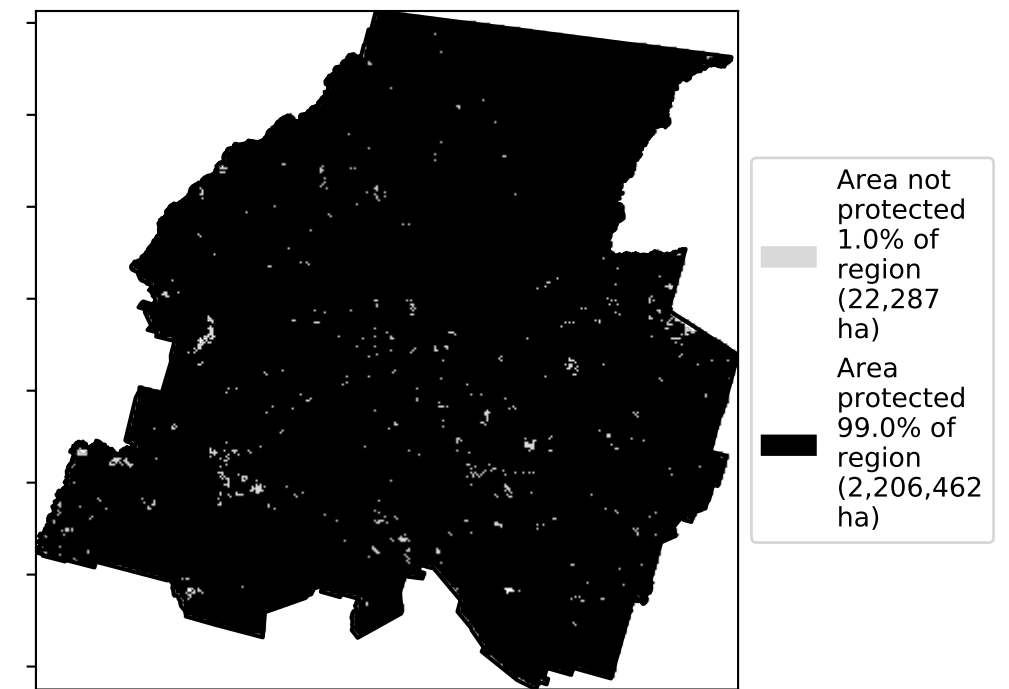 Area not
protected
1.0% of
region
(22,287
ha)
Area
protected
99.0% of
region
(2,206,462
ha)